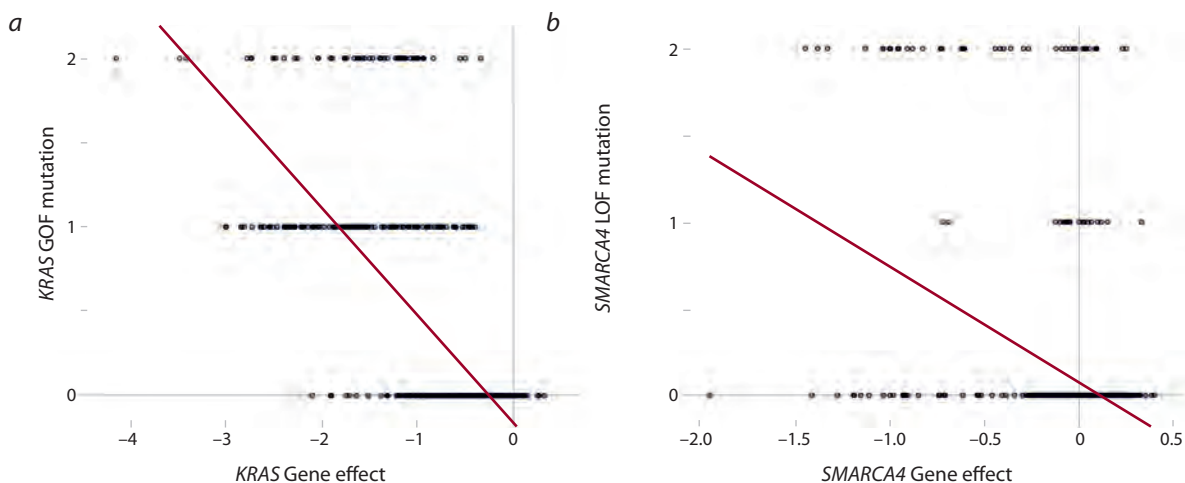 a
KRAS GOF mutation
2
1
0
−4
−3
−2
−1
0
KRAS Gene effect
b
SMARCA4 LOF mutation
2
1
0
−2.0
−1.5
−1.0
−0.5
0
0.5
SMARCA4 Gene effect